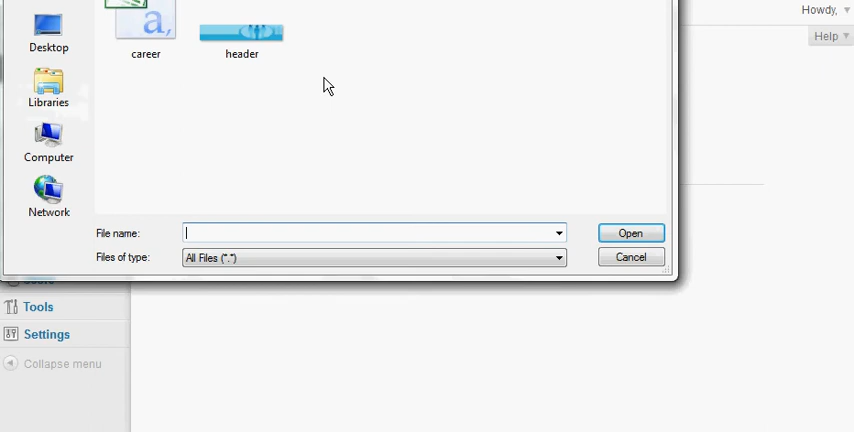 Howdy,
Help
Desktop
career
header
Libraries
Computer
Network
File name:
Open
Files of type:
All Files (*.*)
Cancel
Tools
Settings
Collapse menu